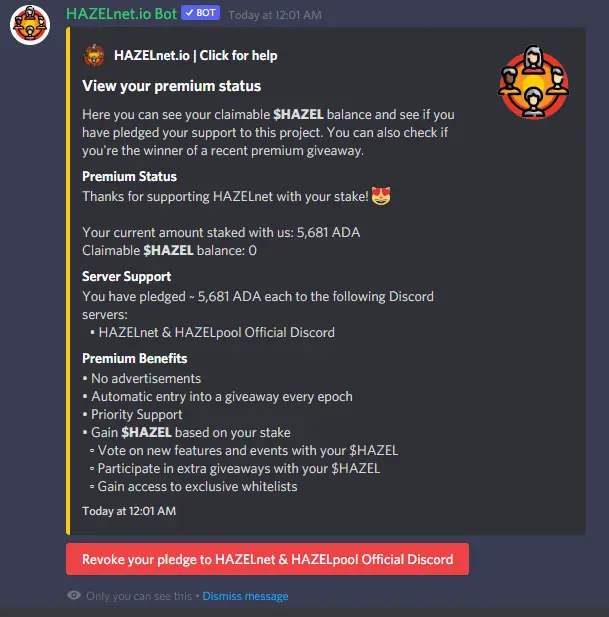 HAZELnet.io Bot ✓ BOT Today at 12:01 AM
HAZELnet.io | Click for help
View your premium status
Here you can see your claimable $HAZEL balance and see if you
have pledged your support to this project. You can also check if
you're the winner of a recent premium giveaway.
Premium Status
Thanks for supporting HAZELnet with your stake! 😻
Your current amount staked with us: 5,681 ADA
Claimable $HAZEL balance: 0
Server Support
You have pledged ~ 5,681 ADA each to the following Discord
servers:
• HAZELnet & HAZELpool Official Discord
Premium Benefits
• No advertisements
• Automatic entry into a giveaway every epoch
• Priority Support
• Gain $HAZEL based on your stake
▫ Vote on new features and events with your $HAZEL
▫ Participate in extra giveaways with your $HAZEL
▫ Gain access to exclusive whitelists
Today at 12:01 AM
Revoke your pledge to HAZELnet & HAZELpool Official Discord
Only you can see this • Dismiss message